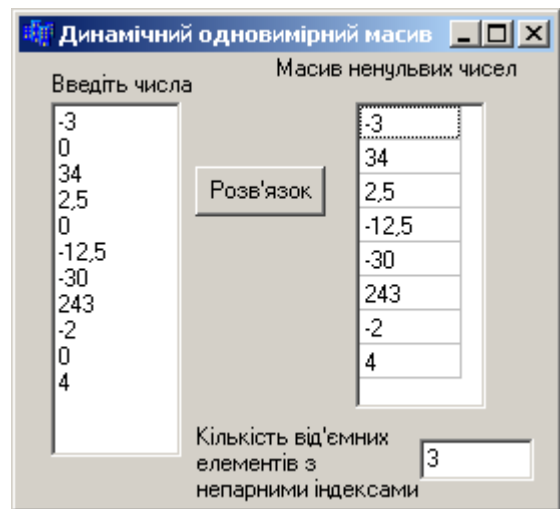 Динамічний одновимірний масив
Введіть числа
Масив ненульвих чисел
-3
0
34
2,5
0
-12,5
-30
243
-2
0
4
Розв'язок
-3
34
2,5
-12,5
-30
243
-2
4
Кількість від'ємних
елементів з
непарними індексами
3